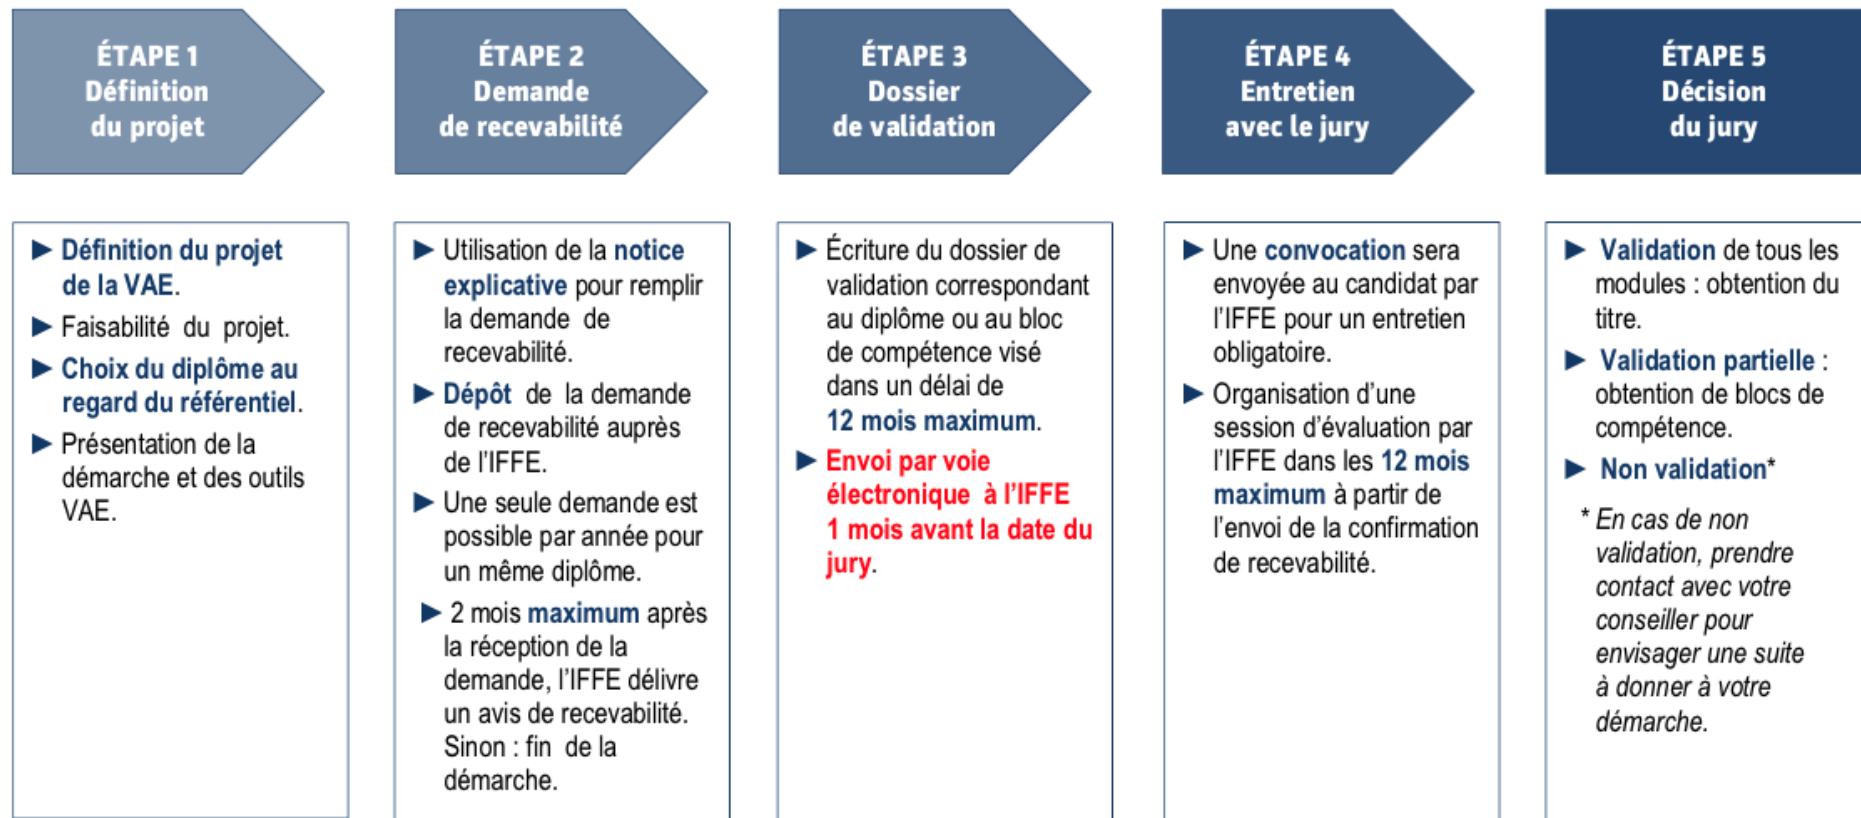 ÉTAPE 1
Définition
du projet
ÉTAPE 2
Demande
de recevabilité
ÉTAPE 3
Dossier
de validation
ÉTAPE 4
Entretien
avec le jury
ÉTAPE 5
Décision
du jury
► Définition du projet
de la VAE.
► Faisabilité du projet.
► Choix du diplôme au
regard du référentiel.
► Présentation de la
démarche et des outils
VAE.
► Utilisation de la notice
explicative pour remplir
la demande de
recevabilité.
► Dépôt de la demande
de recevabilité auprès
de l'IFFE.
► Une seule demande est
possible par année pour
un même diplôme.
► 2 mois maximum après
la réception de la
demande, l'IFFE délivre
un avis de recevabilité.
Sinon : fin de la
démarche.
► Écriture du dossier de
validation correspondant
au diplôme ou au bloc
de compétence visé
dans un délai de
12 mois maximum.
► Envoi par voie
électronique à l'IFFE
1 mois avant la date du
jury.
► Une convocation sera
envoyée au candidat par
l'IFFE pour un entretien
obligatoire.
► Organisation d'une
session d'évaluation par
l'IFFE dans les 12 mois
maximum à partir de
l'envoi de la confirmation
de recevabilité.
► Validation de tous les
modules : obtention du
titre.
► Validation partielle :
obtention de blocs de
compétence.
► Non validation*
* En cas de non
validation, prendre
contact avec votre
conseiller pour
envisager une suite
à donner à votre
démarche.